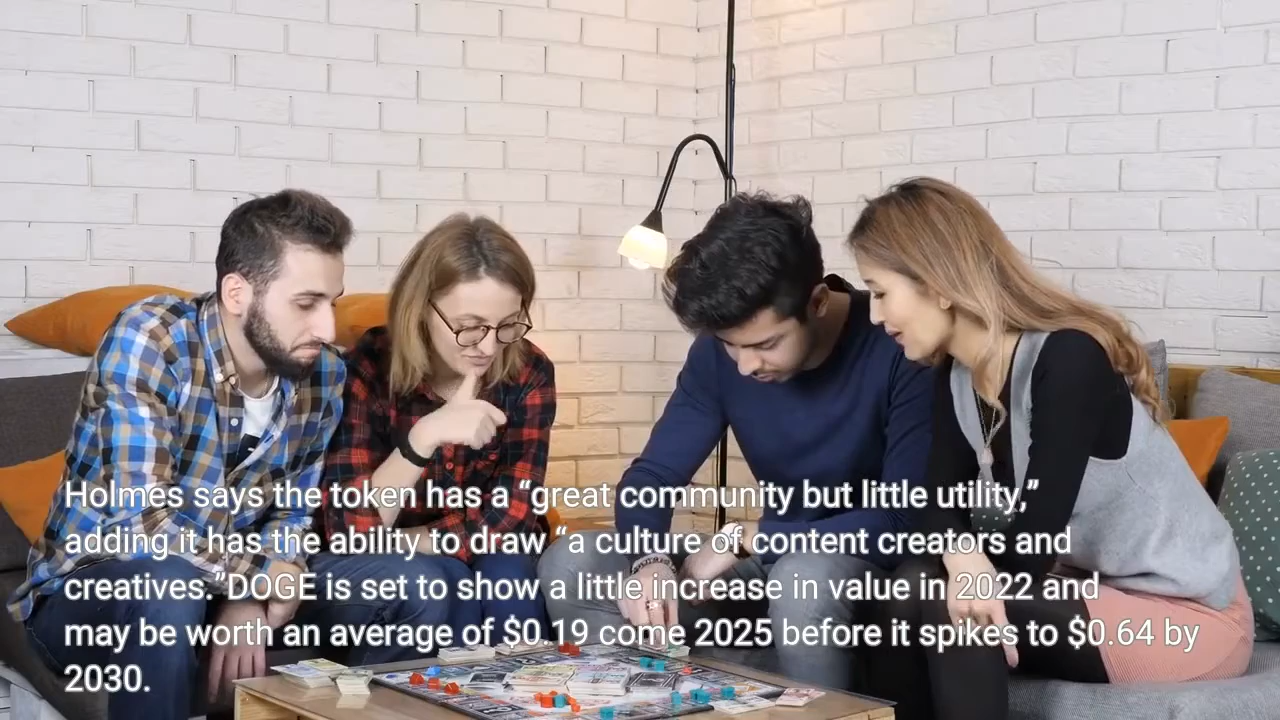 Holmes says the token has a “great community but little utility,”
adding it has the ability to draw “a culture of content creators and
creatives.”DOGE is set to show a little increase in value in 2022 and
may be worth an average of $0.19 come 2025 before it spikes to $0.64 by
2030.